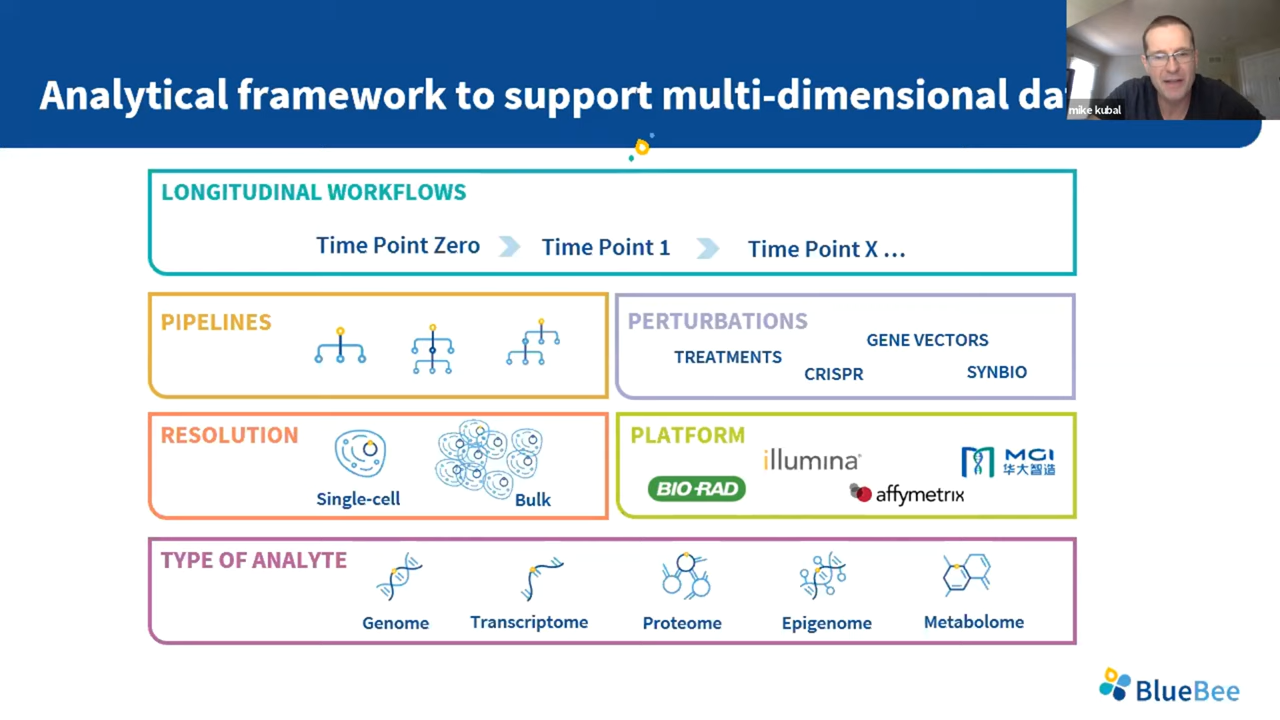 Analytical framework to support multi-dimensional da
mike kubal
LONGITUDINAL WORKFLOWS
Time Point Zero
Time Point 1
Time Point X ...
PIPELINES
PERTURBATIONS
TREATMENTS
GENE VECTORS
CRISPR
SYNBIO
RESOLUTION
Single-cell
Bulk
PLATFORM
illumina®
MGI
华大智造
BIO-RAD
affymetrix
TYPE OF ANALYTE
Genome
Transcriptome
Proteome
Epigenome
Metabolome
BlueBee